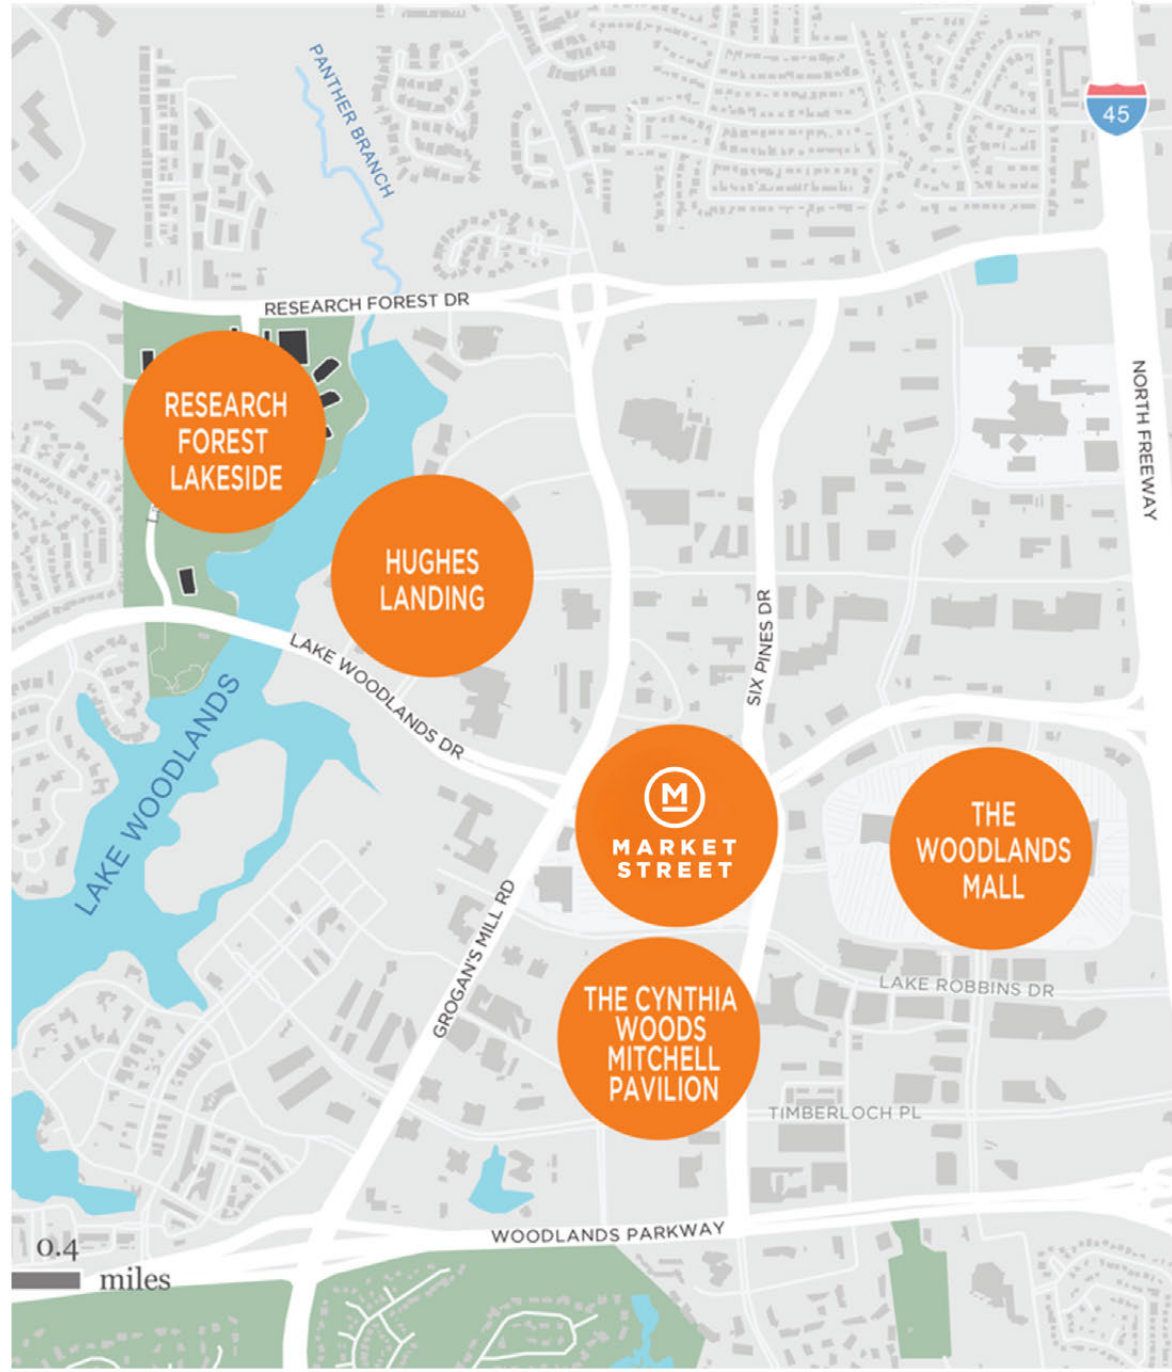 PANTHER BRANCH
45
RESEARCH FOREST DR
RESEARCH
FOREST
LAKESIDE
NORTH FREEWAY
HUGHES
LANDING
LAKE WOODLANDS DR
SIX PINES DR
LAKE WOODLANDS
M
MARKET
STREET
THE
WOODLANDS
MALL
GROGAN'S MILL RD
LAKE ROBBINS DR
THE CYNTHIA
WOODS
MITCHELL
PAVILION
TIMBERLOCH PL
WOODLANDS PARKWAY
0.4
miles